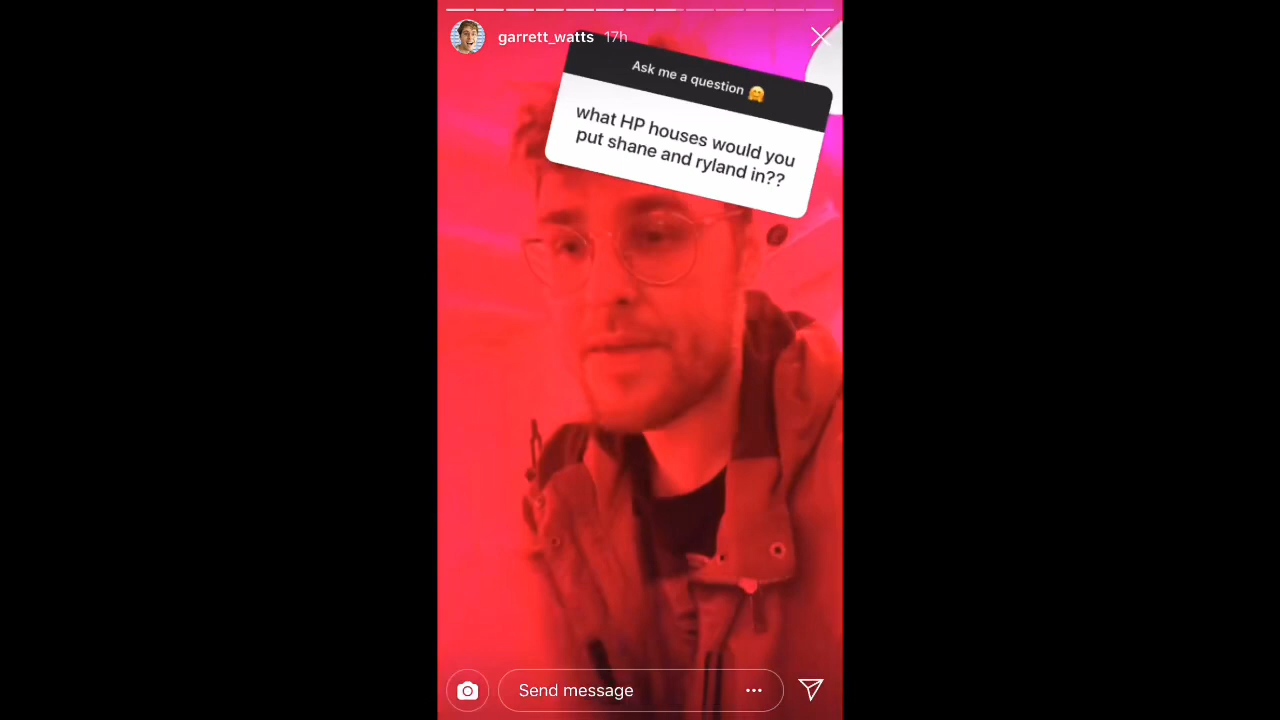 garrett_watts 17h
Ask me a question 🤗
what HP houses would you
put shane and ryland in??
Send message